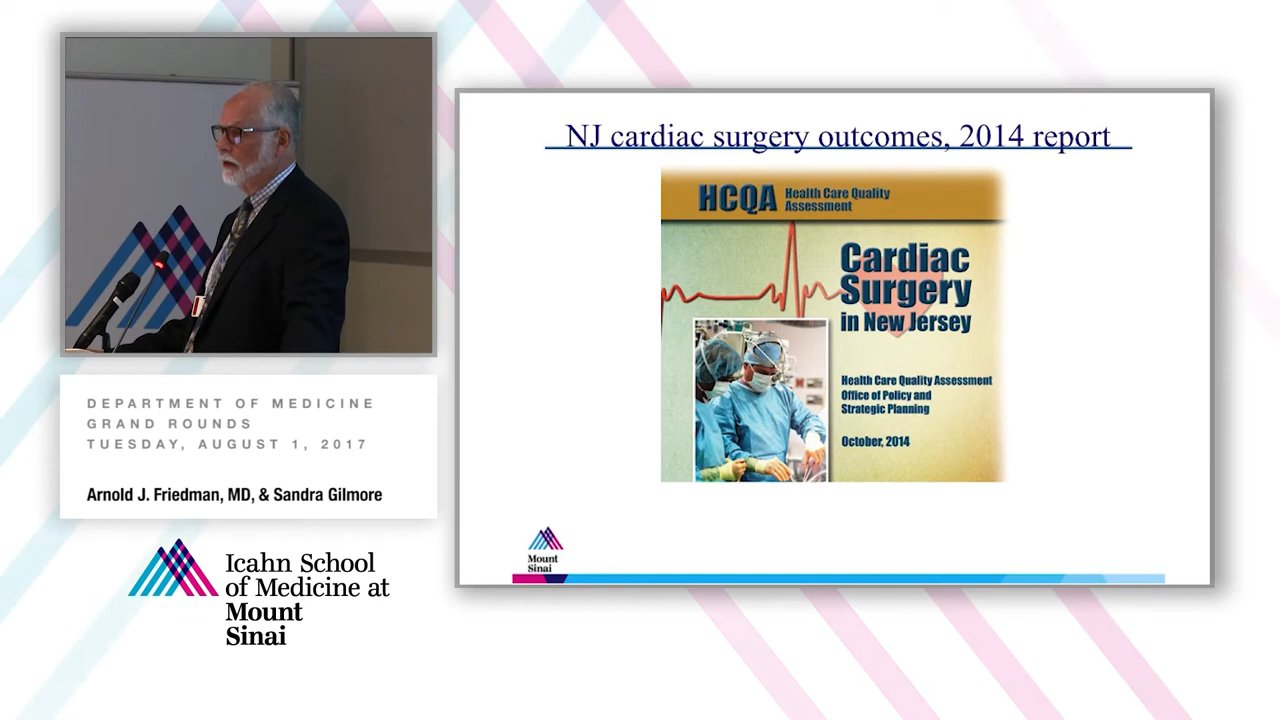 DEPARTMENT OF MEDICINE
GRAND ROUNDS
TUESDAY, AUGUST 1, 2017
Arnold J. Friedman, MD, & Sandra Gilmore
Icahn School
of Medicine at
Mount
Sinai
NJ cardiac surgery outcomes, 2014 report
HCQA Health Care Quality
Assessment
Cardiac
Surgery
in New Jersey
Health Care Quality Assessment
Office of Policy and
Strategic Planning
October, 2014
Mount
Sinai